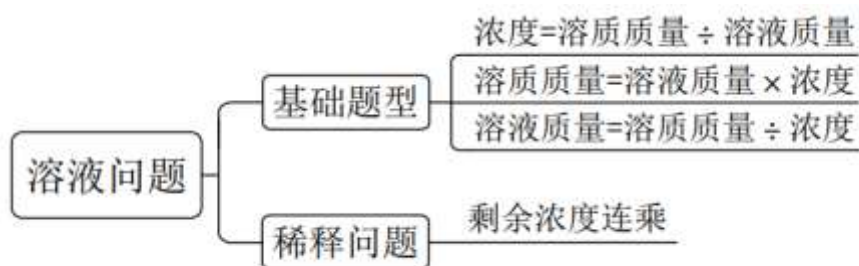 浓度=溶质质量÷溶液质量
溶质质量=溶液质量×浓度
基础题型
溶液质量=溶质质量÷浓度
溶液问题
剩余浓度连乘
稀释问题